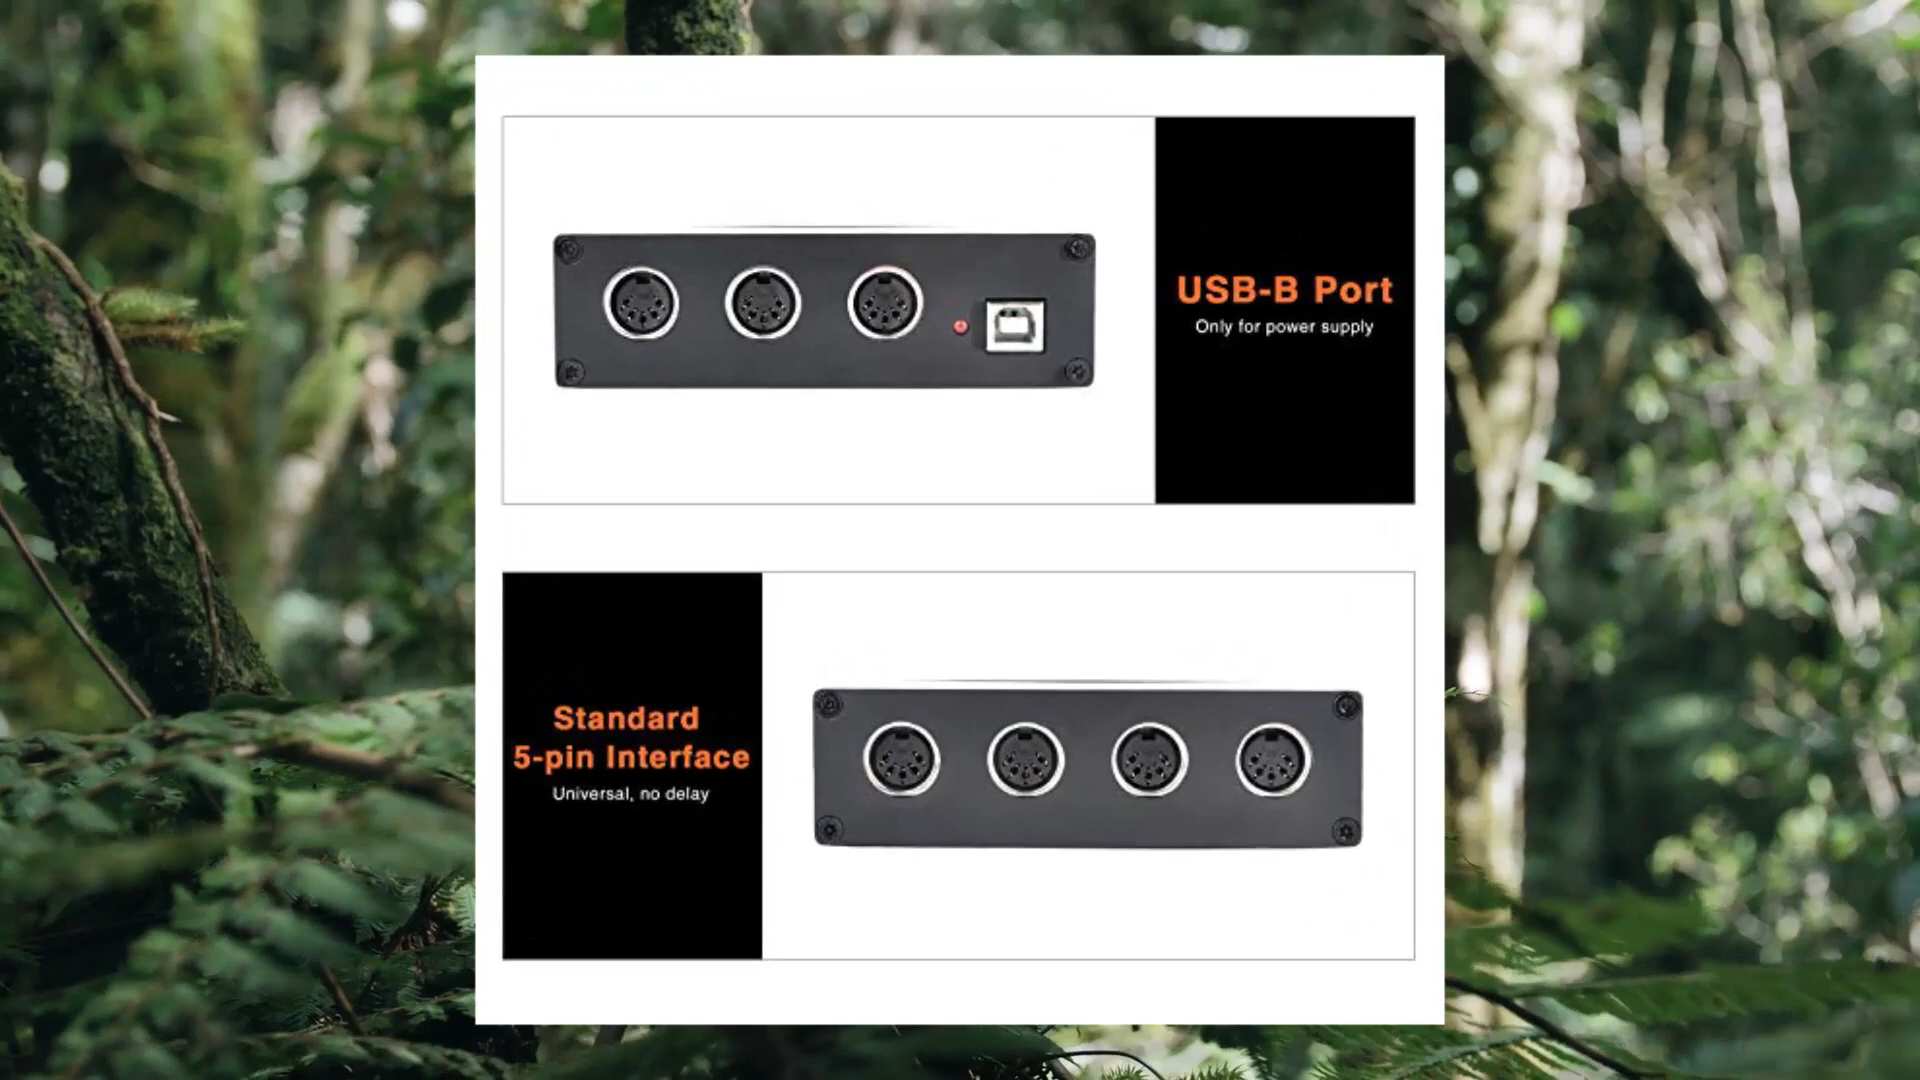 USB-B Port
Only for power supply
Standard
5-pin Interface
Universal, no delay